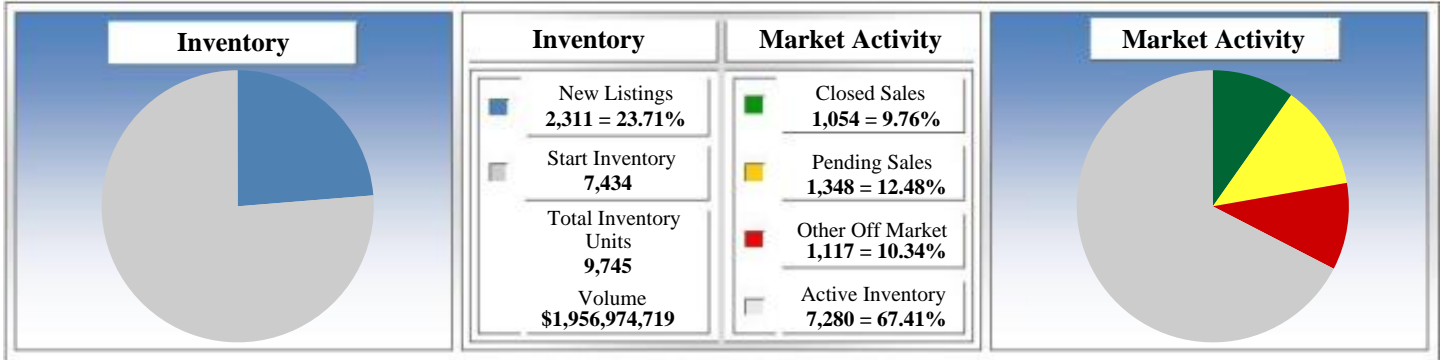 Inventory
Inventory
New Listings
2,311 = 23.71%
Start Inventory
7,434
Total Inventory
Units
9,745
Volume
$1,956,974,719
Market Activity
Closed Sales
1,054 = 9.76%
Pending Sales
1,348 = 12.48%
Other Off Market
1,117 = 10.34%
Active Inventory
7,280 = 67.41%
Market Activity